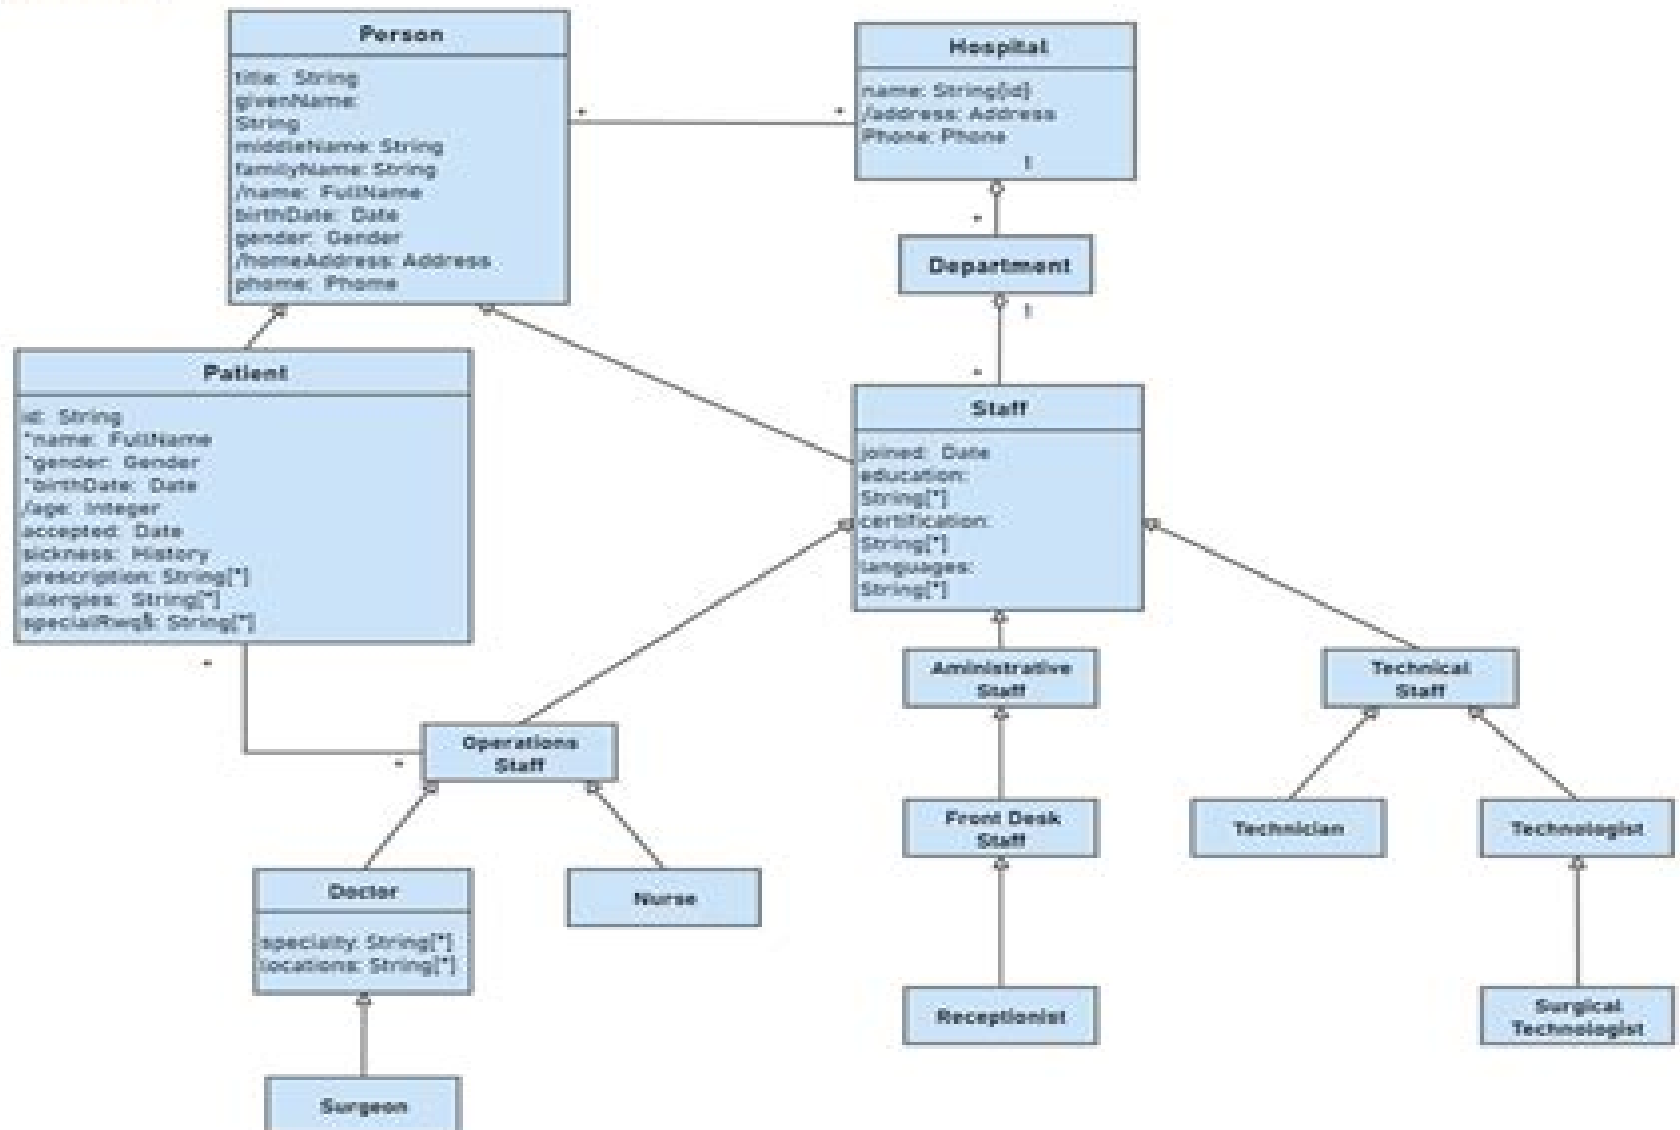 Person
title: String
givenName:
String
middleName: String
familyName: String
/name: FullName
birthDate: Date
gender: Gender
/homeAddress: Address
phome: Phome
*
*
Hospital
name: String{id}
/address: Address
Phone: Phone
1
*
Department
1
*
Patient
id: String
^name: FullName
^gender: Gender
^birthDate: Date
/age: Integer
accepted: Date
sickness: History
prescription: String[*]
allergies: String[*]
String[*]
*
*
Staff
joined: Date
education:
String[*]
certification:
String[*]
languages:
String[*]
Operations
Staff
Aministrative
Staff
Technical
Staff
Doctor
specialty: String[*]
locations: String[*]
Nurse
Front Desk
Staff
Technician
Technologist
Receptionist
Surgical
Technologist
Surgeon